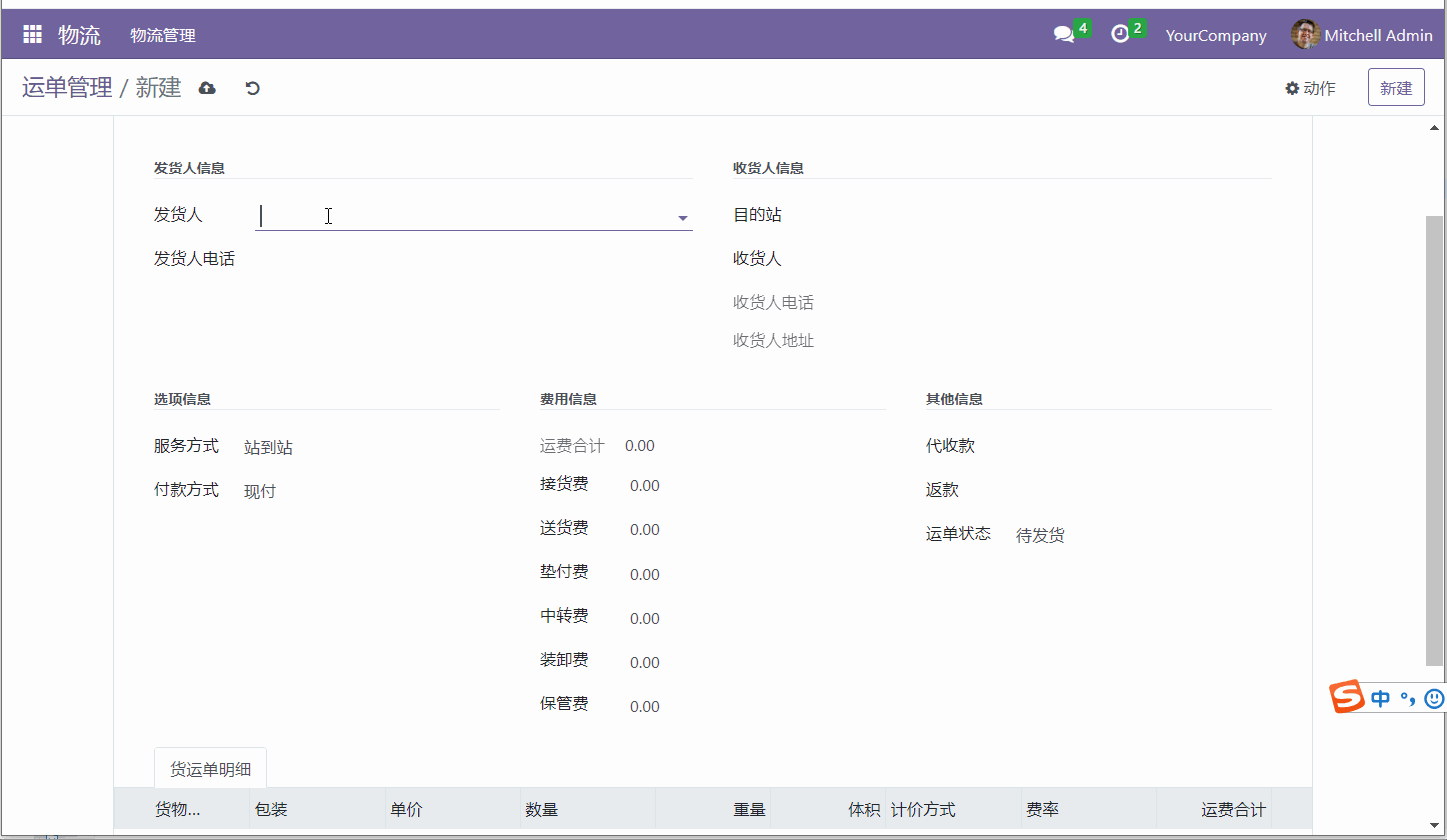 物流 物流管理 4 2 YourCompany Mitchell Admin
运单管理 / 新建 动作 新建
发货人信息 收货人信息
发货人 目的站
发货人电话 收货人
收货人电话
收货人地址
选项信息 费用信息 其他信息
服务方式 站到站 运费合计 0.00 代收款
付款方式 现付 接货费 0.00 返款
送货费 0.00 运单状态 待发货
垫付费 0.00
中转费 0.00
装卸费 0.00
保管费 0.00
S 中 °,
货运单明细
货物... 包装 单价 数量 重量 体积 计价方式 费率 运费合计